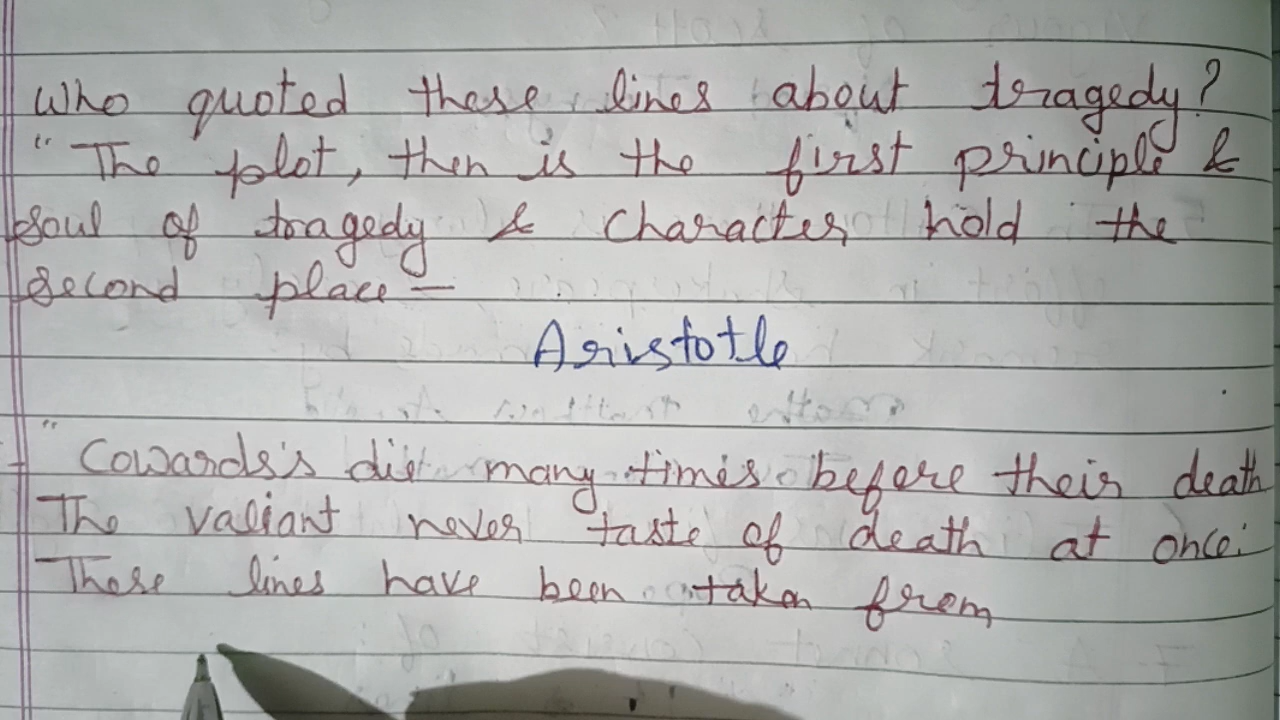 Who quoted these lines about tragedy?
"The plot, then is the first principle &
soul of tragedy & Character hold the
second place —
Aristotle
"Cowards's die many times before their death
The valiant never taste of death at once.
These lines have been taken from